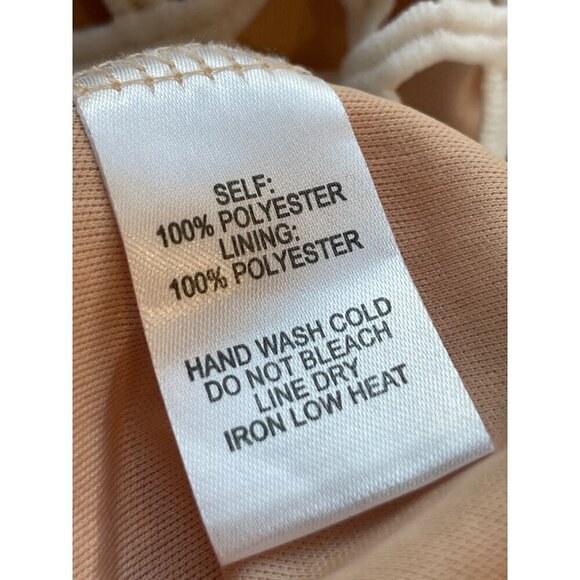 SELF:
100% POLYESTER
LINING:
100% POLYESTER
HAND WASH COLD
DO NOT BLEACH
LINE DRY
IRON LOW HEAT